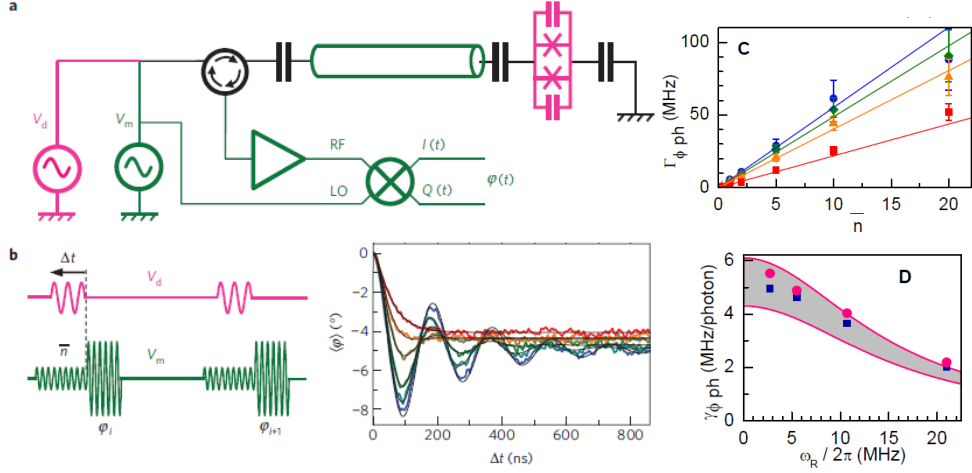 a
V_d
V_m
RF
LO
I(t)
Q(t)
φ(t)
C
Γ_ϕ ph (MHz)
100
50
0
0
5
10
15
20
n̅
b
Δt
V_d
n̅
V_m
φ_i
φ_{i+1}
⟨φ⟩ (°)
0
−2
−4
−6
−8
0
200
400
600
800
Δt (ns)
D
γ_ϕ ph (MHz/photon)
6
4
2
0
0
5
10
15
20
ω_R / 2π (MHz)